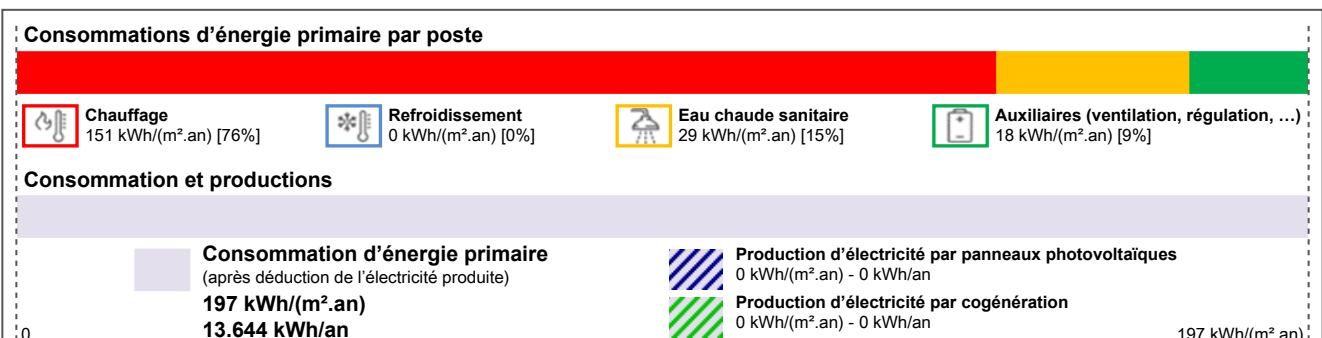 Consommations d’énergie primaire par poste
Chauffage
151 kWh/(m².an) [76%]
Refroidissement
0 kWh/(m².an) [0%]
Eau chaude sanitaire
29 kWh/(m².an) [15%]
Auxiliaires (ventilation, régulation, …)
18 kWh/(m².an) [9%]
Consommation et productions
Consommation d’énergie primaire
(après déduction de l’électricité produite)
197 kWh/(m².an)
13.644 kWh/an
Production d’électricité par panneaux photovoltaïques
0 kWh/(m².an) - 0 kWh/an
Production d’électricité par cogénération
0 kWh/(m².an) - 0 kWh/an
0
197 kWh/(m².an)